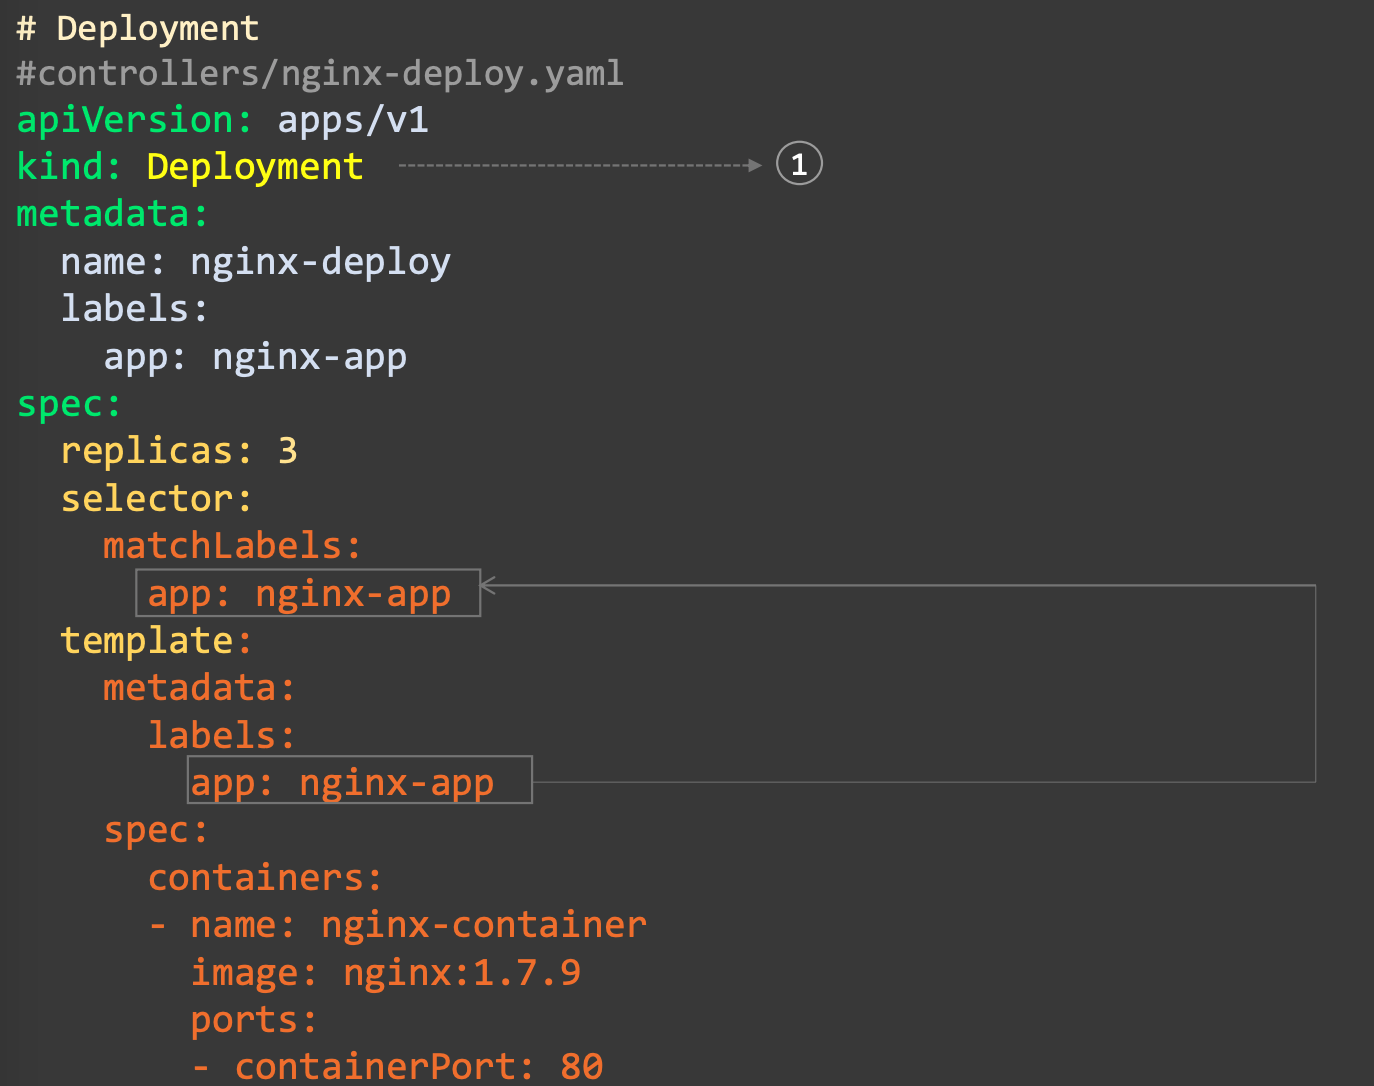 # Deployment
#controllers/nginx-deploy.yaml
apiVersion: apps/v1
kind: Deployment 1
metadata:
  name: nginx-deploy
  labels:
    app: nginx-app
spec:
  replicas: 3
  selector:
    matchLabels:
      app: nginx-app
  template:
    metadata:
      labels:
        app: nginx-app
    spec:
      containers:
      - name: nginx-container
        image: nginx:1.7.9
        ports:
        - containerPort: 80